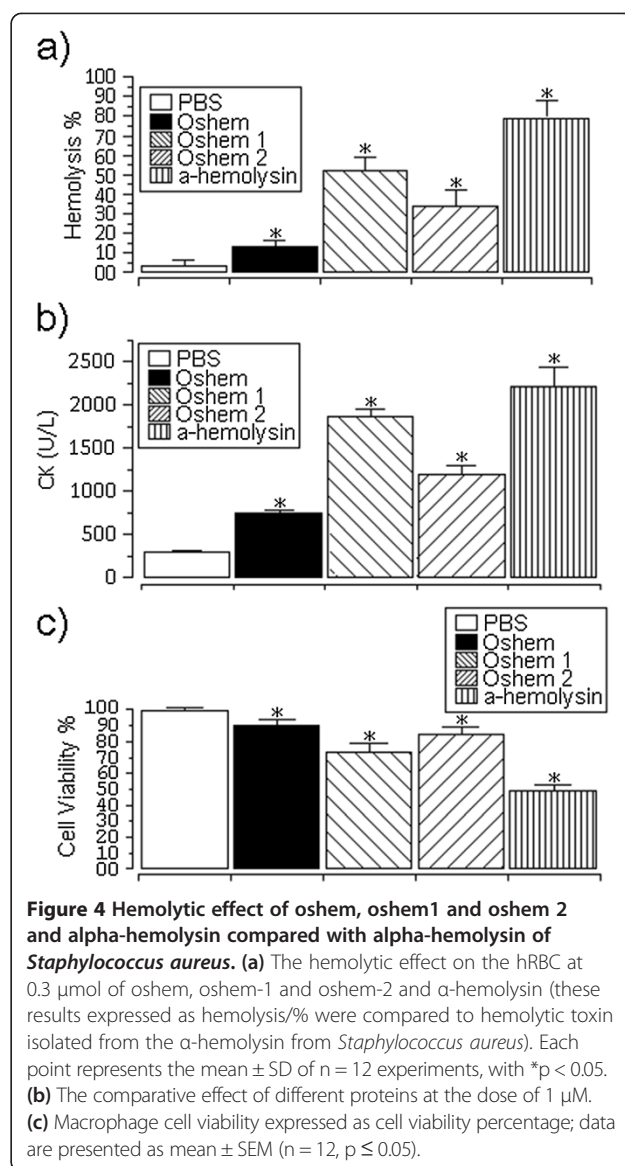 a)
100
90
80
70
60
50
40
30
20
10
00
Hemolysis %
PBS
Oshem
Oshem 1
Oshem 2
a-hemolysin
*
*
*
*
b)
2500
2000
1500
1000
500
0
CK (U/L)
PBS
Oshem
Oshem 1
Oshem 2
a-hemolysin
*
*
*
*
c)
PBS
Oshem
Oshem 1
Oshem 2
a-hemolysin
100
90
80
70
60
50
40
30
20
10
00
Cell Viability %
*
*
*
*
Figure 4 Hemolytic effect of oshem, oshem1 and oshem 2
and alpha-hemolysin compared with alpha-hemolysin of
Staphylococcus aureus. (a) The hemolytic effect on the hRBC at
0.3 μmol of oshem, oshem-1 and oshem-2 and α-hemolysin (these
results expressed as hemolysis/% were compared to hemolytic toxin
isolated from the α-hemolysin from Staphylococcus aureus). Each
point represents the mean ± SD of n = 12 experiments, with *p < 0.05.
(b) The comparative effect of different proteins at the dose of 1 μM.
(c) Macrophage cell viability expressed as cell viability percentage; data
are presented as mean ± SEM (n = 12, p ≤ 0.05).